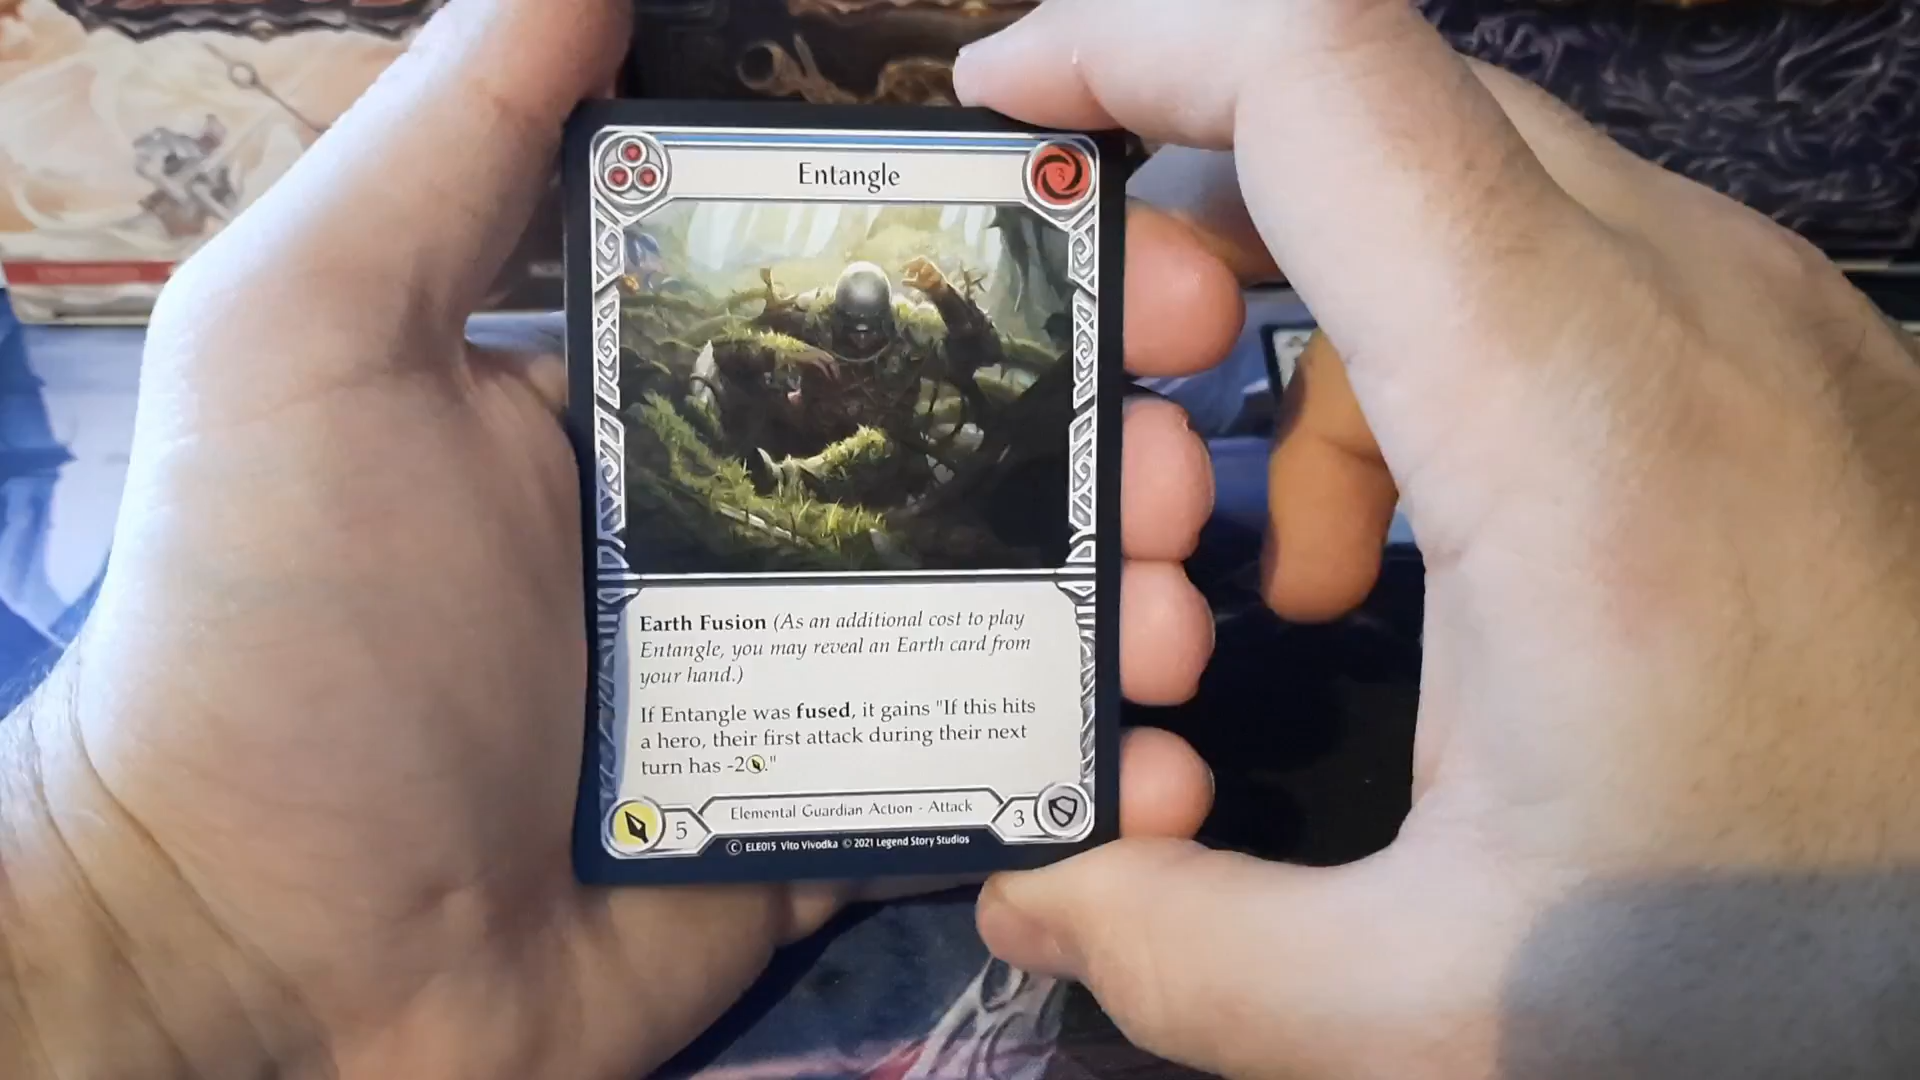 Entangle
3
Earth Fusion (As an additional cost to play
Entangle, you may reveal an Earth card from
your hand.)
If Entangle was fused, it gains "If this hits
a hero, their first attack during their next
turn has -2."
5
Elemental Guardian Action - Attack
3
C ELE015 Vito Vivodka © 2021 Legend Story Studios